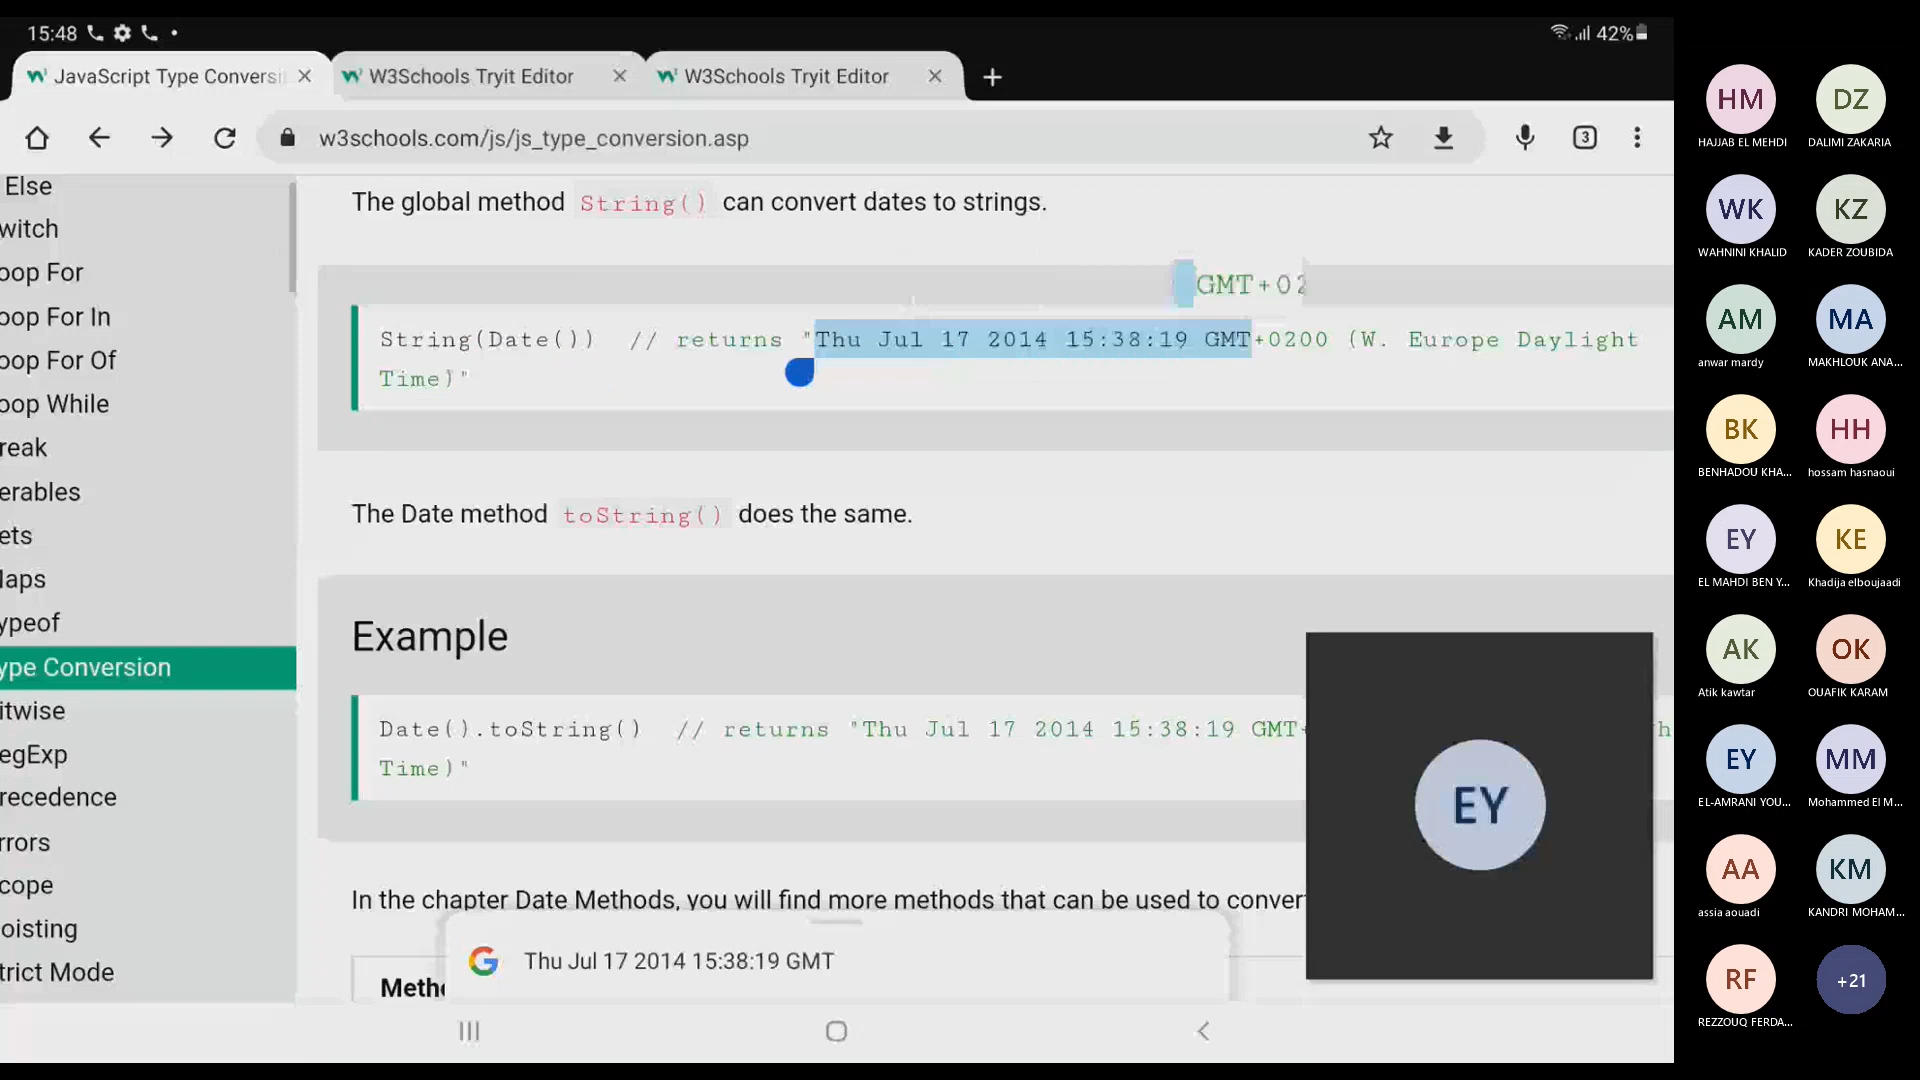 15:48
42%
JavaScript Type Conversi
W3Schools Tryit Editor
W3Schools Tryit Editor
w3schools.com/js/js_type_conversion.asp
3
Else
witch
oop For
oop For In
oop For Of
oop While
reak
erables
ets
laps
ypeof
ype Conversion
itwise
egExp
recedence
rrors
cope
oisting
trict Mode
The global method String() can convert dates to strings.
GMT+02
String(Date()) // returns "Thu Jul 17 2014 15:38:19 GMT+0200 (W. Europe Daylight
Time)"
The Date method toString() does the same.
Example
Date().toString() // returns "Thu Jul 17 2014 15:38:19 GMT+
Time)"
In the chapter Date Methods, you will find more methods that can be used to conver
Thu Jul 17 2014 15:38:19 GMT
Meth
EY
HM
HAJJAB EL MEHDI
DZ
DALIMI ZAKARIA
WK
WAHNINI KHALID
KZ
KADER ZOUBIDA
AM
anwar mardy
MA
MAKHLOUK ANA...
BK
BENHADOU KHA...
HH
hossam hasnaoui
EY
EL MAHDI BEN Y...
KE
Khadija elboujaadi
AK
Atik kawtar
OK
OUAFIK KARAM
EY
EL-AMRANI YOU...
MM
Mohammed El M...
AA
assia aouadi
KM
KANDRI MOHAM...
RF
REZZOUQ FERDA...
+21